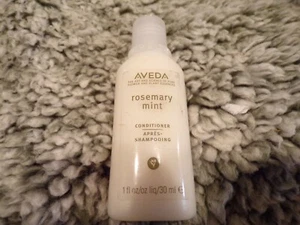 AVEDA
rosemary
mint
CONDITIONER
APRÈS-
SHAMPOOING
1 fl oz/oz liq/30 ml e